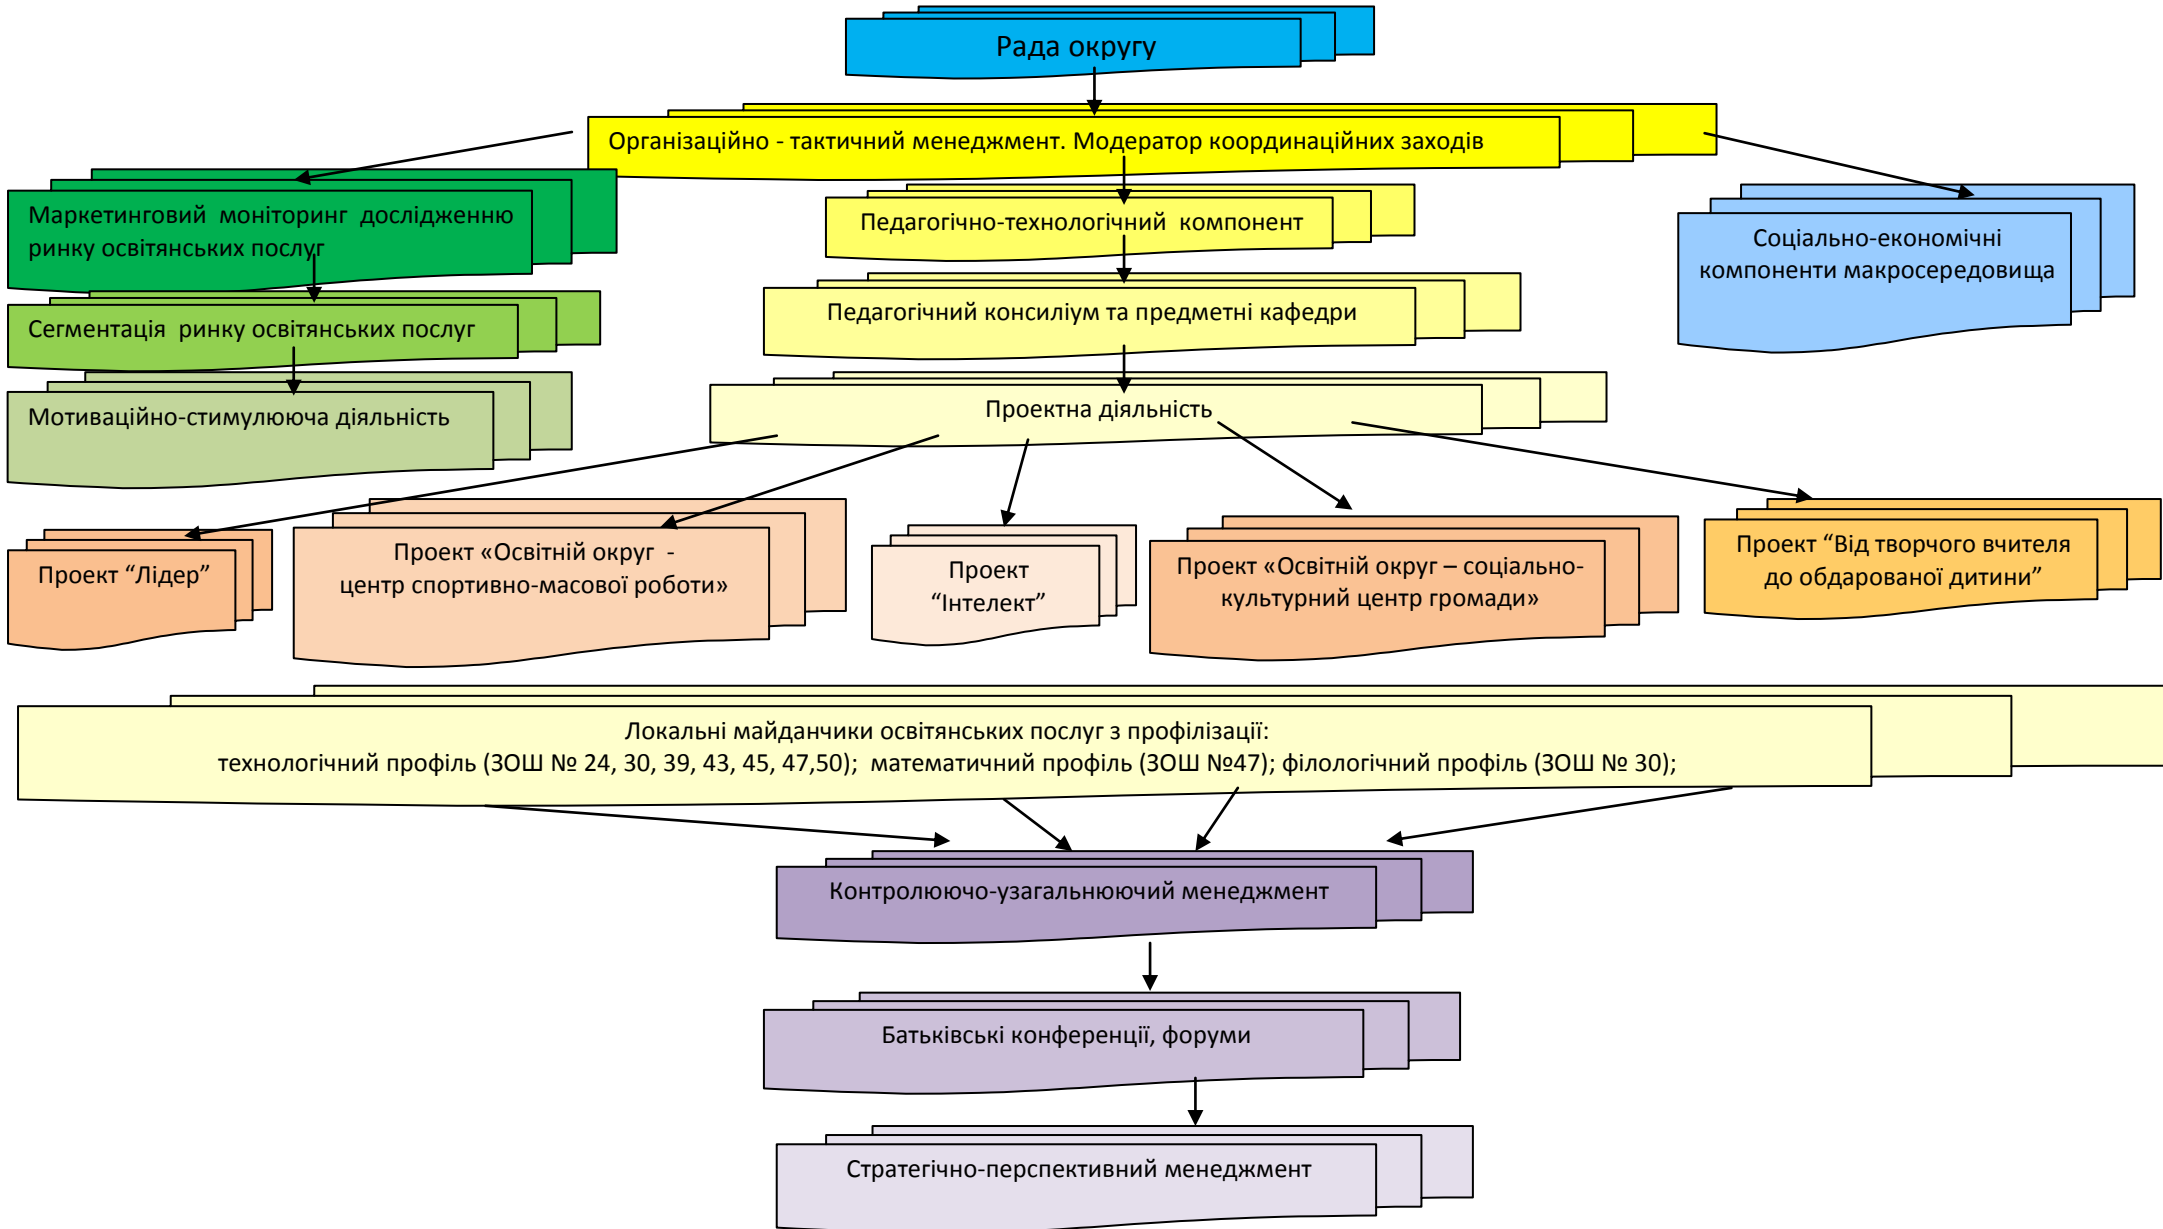 Рада округу
Організаційно - тактичний менеджмент. Модератор координаційних заходів
Маркетинговий моніторинг дослідженню
ринку освітянських послуг
Педагогічно-технологічний компонент
Соціально-економічні
компоненти макросередовища
Сегментація ринку освітянських послуг
Педагогічний консиліум та предметні кафедри
Мотиваційно-стимулююча діяльність
Проектна діяльність
Проект “Лідер”
Проект «Освітній округ -
центр спортивно-масової роботи»
Проект
“Інтелект”
Проект «Освітній округ – соціально-
культурний центр громади»
Проект “Від творчого вчителя
до обдарованої дитини”
Локальні майданчики освітянських послуг з профілізації:
технологічний профіль (ЗОШ № 24, 30, 39, 43, 45, 47,50); математичний профіль (ЗОШ №47); філологічний профіль (ЗОШ № 30);
Контролюючо-узагальнюючий менеджмент
Батьківські конференції, форуми
Стратегічно-перспективний менеджмент